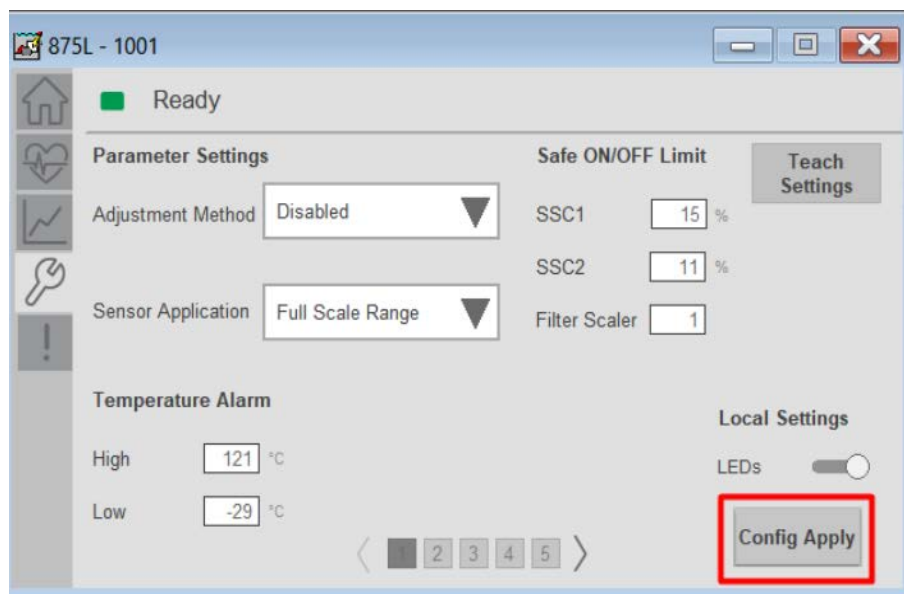 875L - 1001
Ready
Parameter Settings
Safe ON/OFF Limit
Teach
Settings
Adjustment Method Disabled
SSC1 15 %
SSC2 11 %
Sensor Application Full Scale Range
Filter Scaler 1
Temperature Alarm
Local Settings
High 121 °C
LEDs
Low -29 °C
Config Apply
1 2 3 4 5